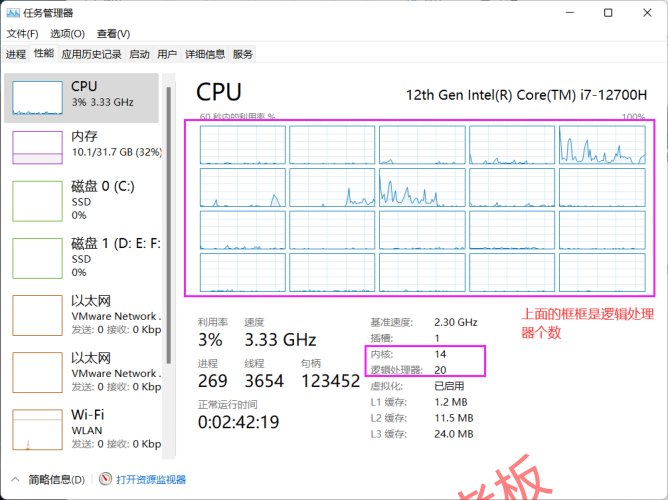 任务管理器
文件(F) 选项(O) 查看(V)
进程 性能 应用历史记录 启动 用户 详细信息 服务
CPU
3% 3.33 GHz
内存
10.1/31.7 GB (32%)
磁盘 0 (C:)
SSD
0%
磁盘 1 (D: E: F:
SSD
0%
以太网
VMware Network .
发送: 0 接收: 0 Kbp
以太网
VMware Network .
发送: 0 接收: 0 Kbp
Wi-Fi
WLAN
发送: 0 接收: 0 Kbp
CPU
12th Gen Intel(R) Core(TM) i7-12700H
60 秒内的利用率 % 100%
上面的框框是逻辑处理
器个数
利用率 速度
3% 3.33 GHz
进程 线程 句柄
269 3654 123452
正常运行时间
0:02:42:19
基准速度: 2.30 GHz
插槽: 1
内核: 14
逻辑处理器: 20
虚拟化: 已启用
L1 缓存: 1.2 MB
L2 缓存: 11.5 MB
L3 缓存: 24.0 MB
简略信息(D) 打开资源监视器
老板